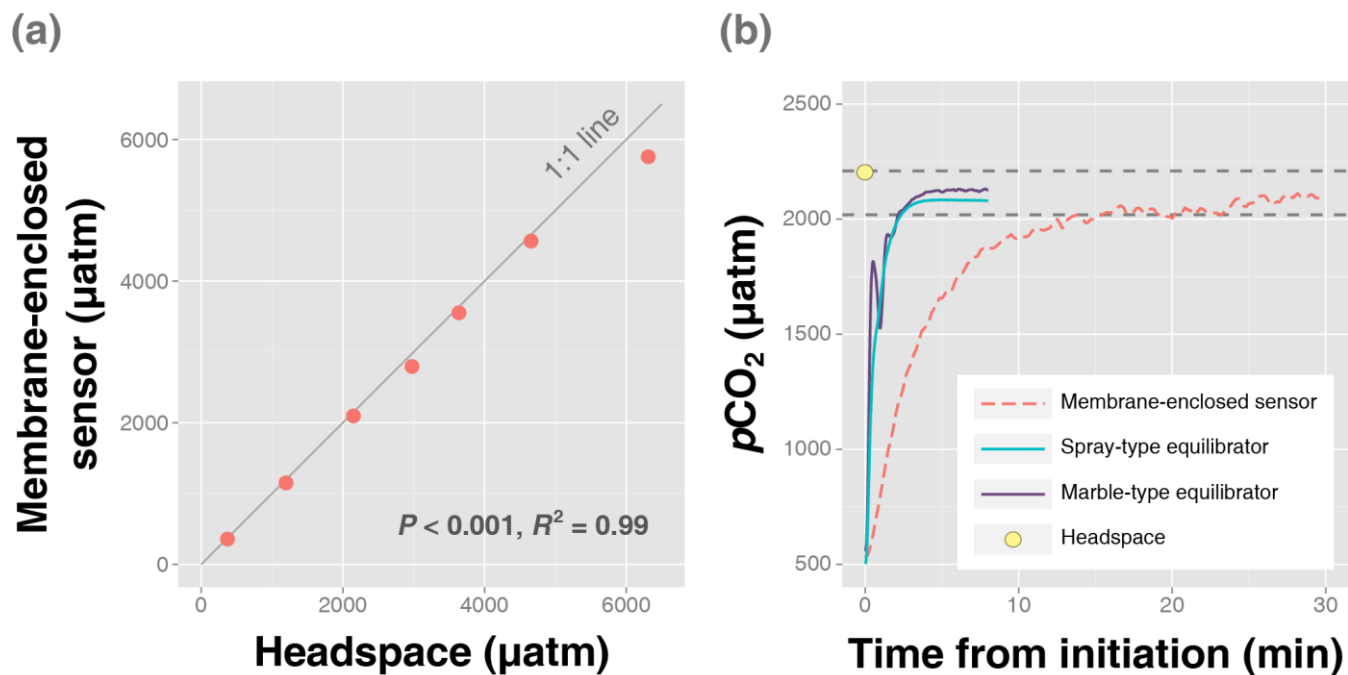 (a)
Membrane-enclosed
sensor (µatm)
6000
4000
2000
0
1:1 line
P < 0.001, R² = 0.99
0 2000 4000 6000
Headspace (µatm)
(b)
pCO₂ (µatm)
2500
2000
1500
1000
500
Membrane-enclosed sensor
Spray-type equilibrator
Marble-type equilibrator
Headspace
0 10 20 30
Time from initiation (min)